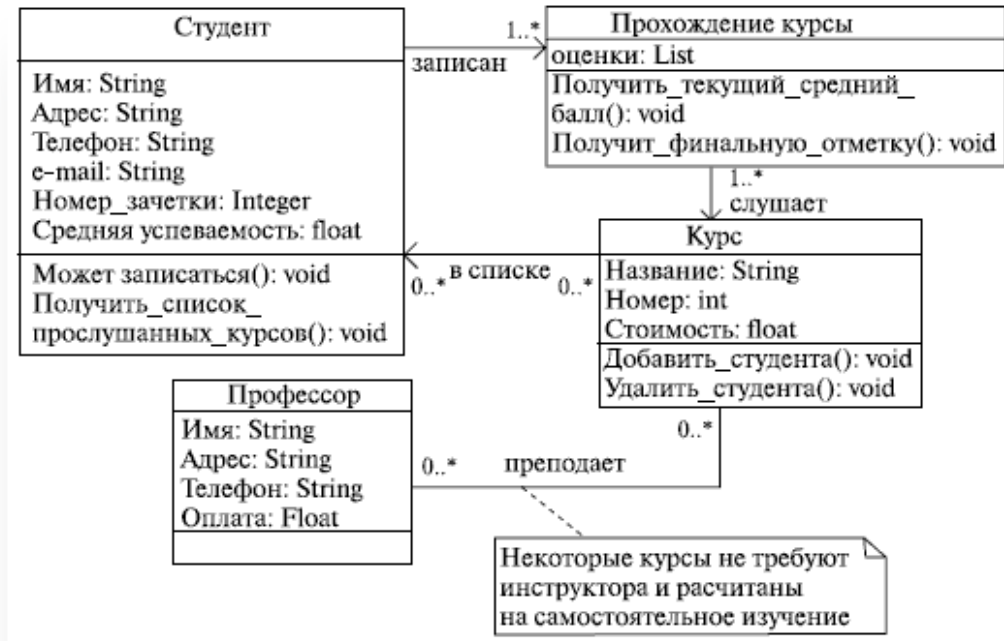 Студент
Имя: String
Адрес: String
Телефон: String
e-mail: String
Номер_зачетки: Integer
Средняя успеваемость: float
Может записаться(): void
Получить_список_
прослушанных_курсов(): void
1..*
записан
Прохождение курсы
оценки: List
Получить_текущий_средний_
балл(): void
Получит_финальную_отметку(): void
1..*
слушает
Курс
Название: String
Номер: int
Стоимость: float
Добавить_студента(): void
Удалить_студента(): void
0..*
в списке
0..*
Профессор
Имя: String
Адрес: String
Телефон: String
Оплата: Float
0..*
преподает
0..*
Некоторые курсы не требуют
инструктора и расчитаны
на самостоятельное изучение